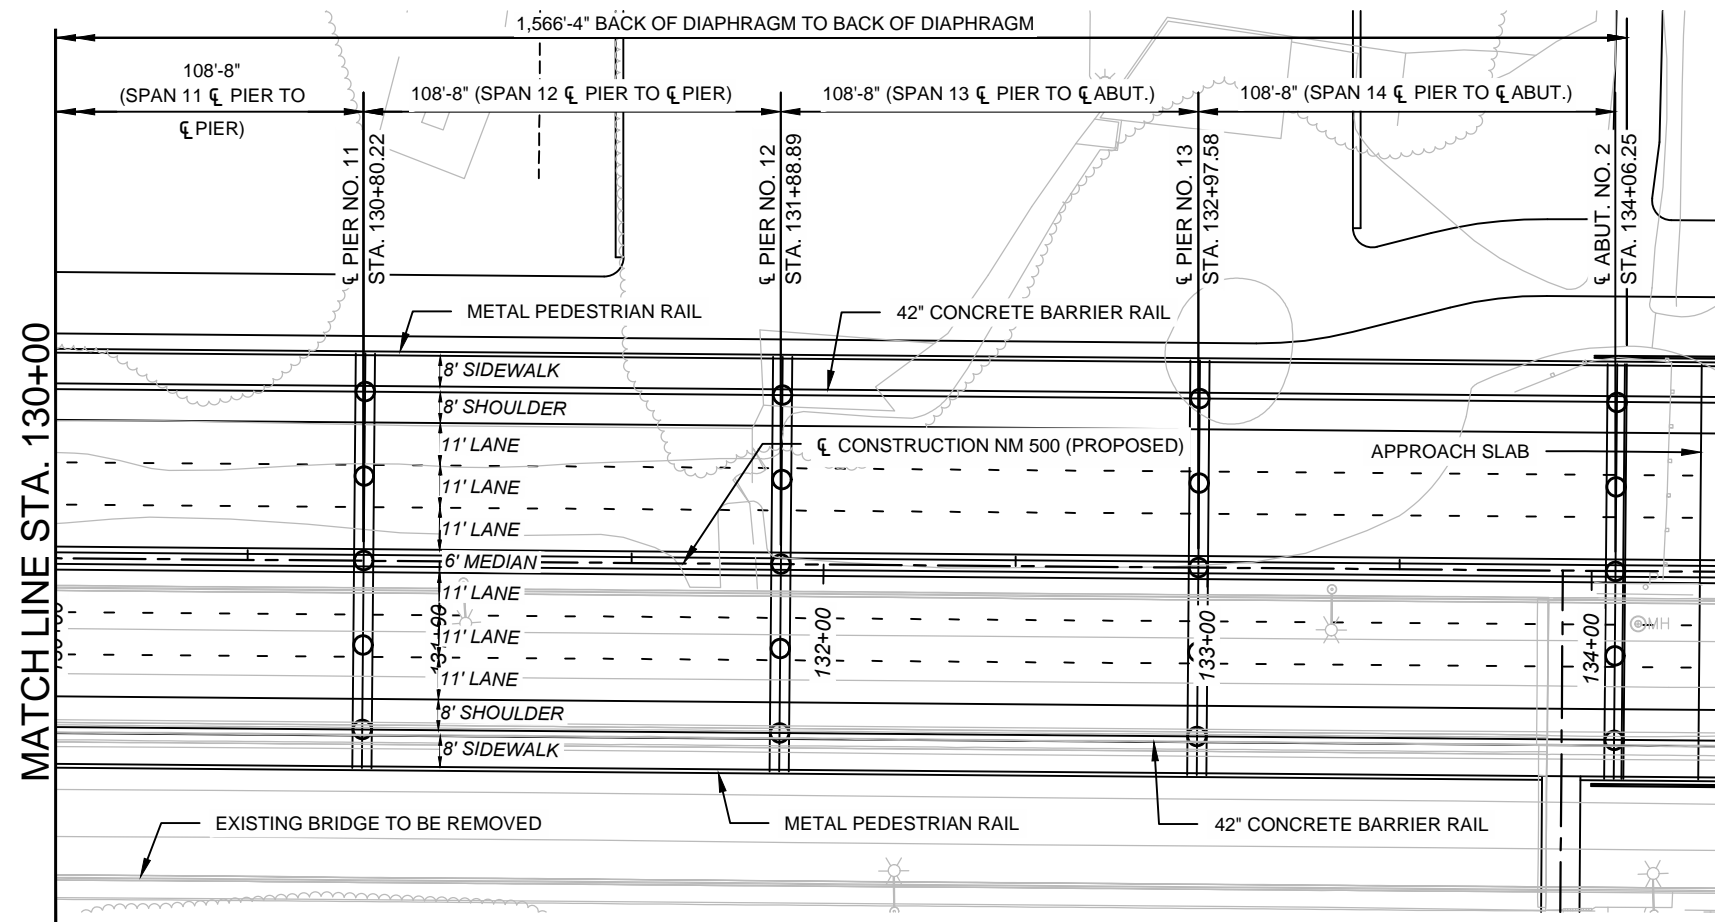 1,566'-4" BACK OF DIAPHRAGM TO BACK OF DIAPHRAGM
108'-8"
(SPAN 11 ℄ PIER TO
℄ PIER)
108'-8" (SPAN 12 ℄ PIER TO ℄ PIER)
108'-8" (SPAN 13 ℄ PIER TO ℄ ABUT.)
108'-8" (SPAN 14 ℄ PIER TO ℄ ABUT.)
℄ PIER NO. 11
STA. 130+80.22
℄ PIER NO. 12
STA. 131+88.89
℄ PIER NO. 13
STA. 132+97.58
℄ ABUT. NO. 2
STA. 134+06.25
MATCH LINE STA. 130+00
METAL PEDESTRIAN RAIL
42" CONCRETE BARRIER RAIL
8' SIDEWALK
8' SHOULDER
11' LANE
℄ CONSTRUCTION NM 500 (PROPOSED)
APPROACH SLAB
11' LANE
11' LANE
6' MEDIAN
11' LANE
11' LANE
11' LANE
8' SHOULDER
8' SIDEWALK
132+00
133+00
134+00
MH
EXISTING BRIDGE TO BE REMOVED
METAL PEDESTRIAN RAIL
42" CONCRETE BARRIER RAIL